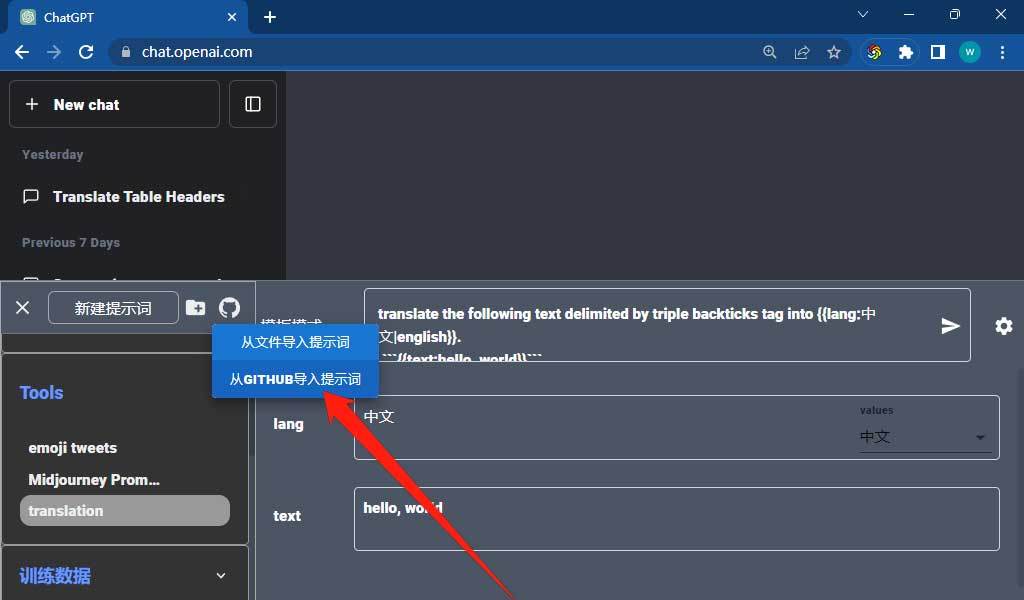 ChatGPT
chat.openai.com
W
New chat
Yesterday
Translate Table Headers
Previous 7 Days
新建提示词
从文件导入提示词
从GITHUB导入提示词
Tools
emoji tweets
Midjourney Prom...
translation
训练数据
模板模式
translate the following text delimited by triple backticks tag into {{lang:中
文|english}}.
```{{text:hello, world}}```
lang
中文
values
中文
text
hello, world